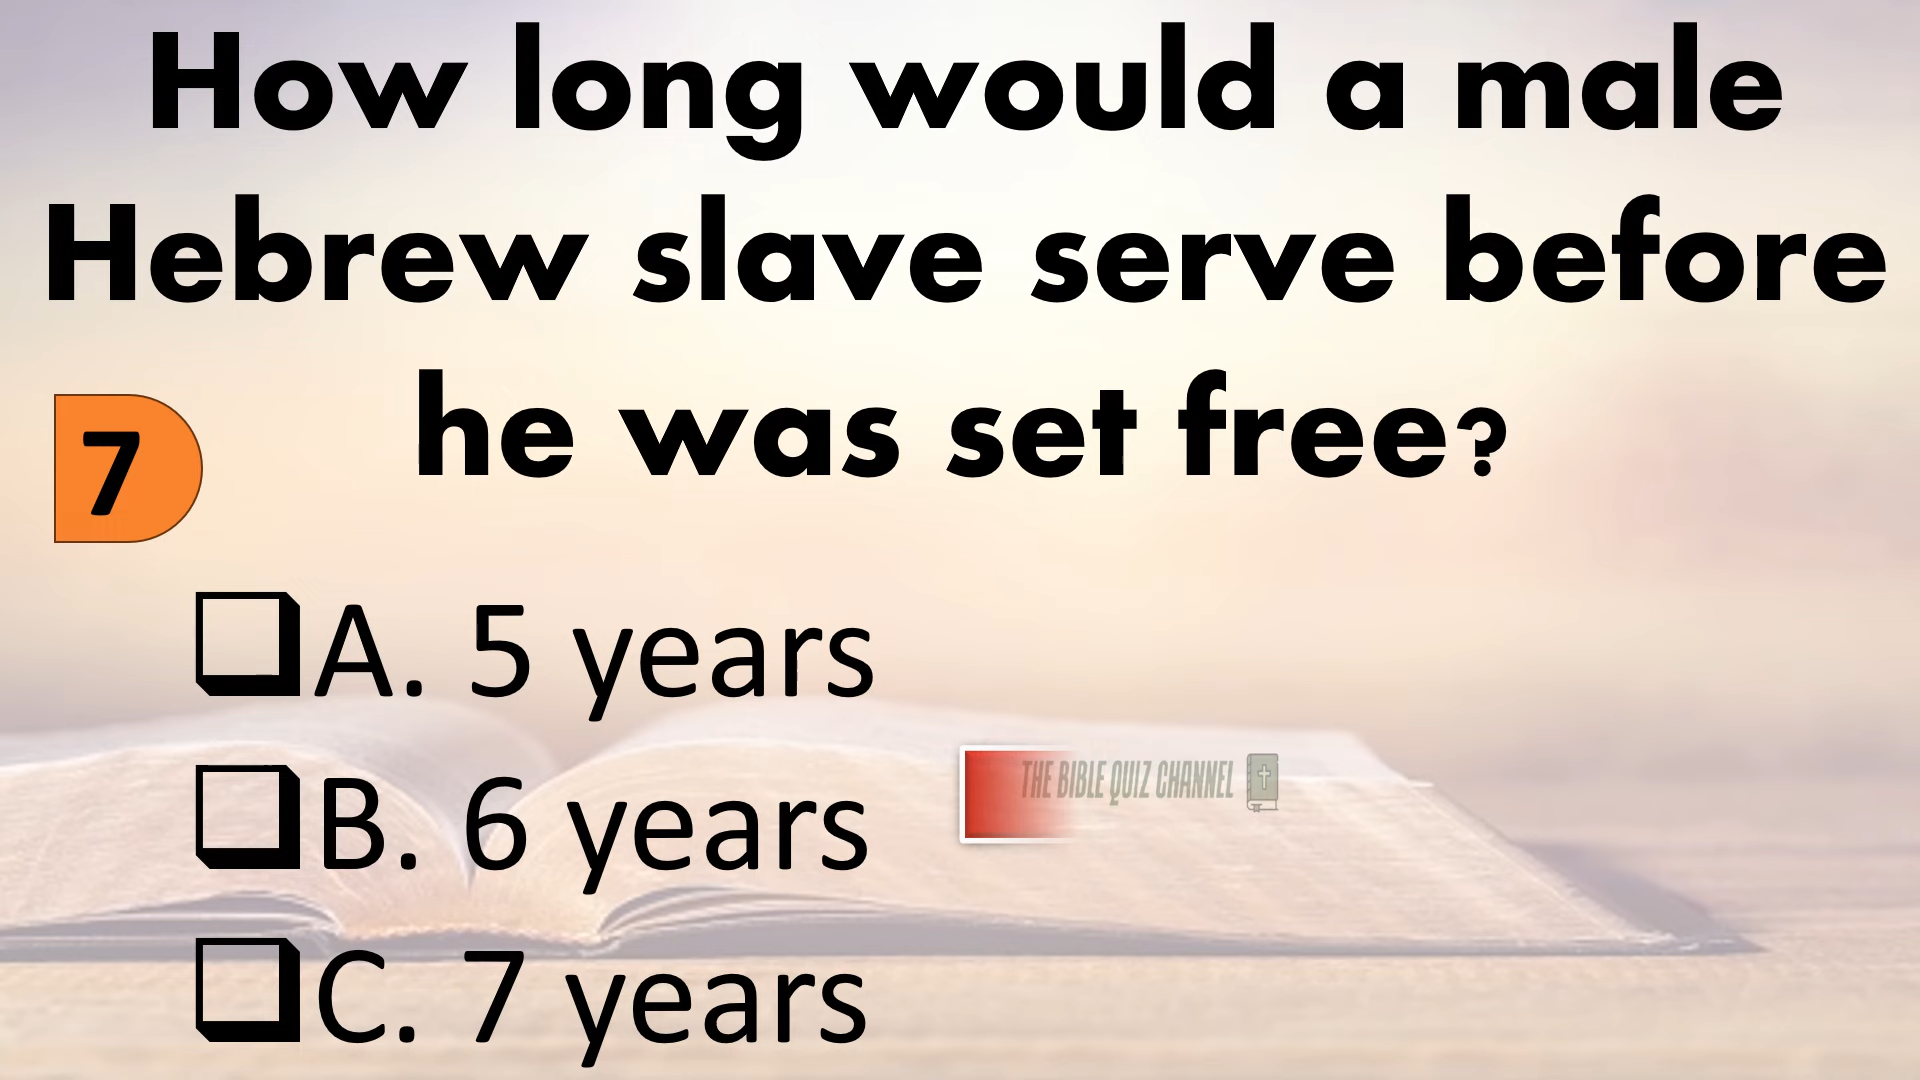 How long would a male
Hebrew slave serve before
he was set free?
7
A. 5 years
B. 6 years
THE BIBLE QUIZ CHANNEL
C. 7 years